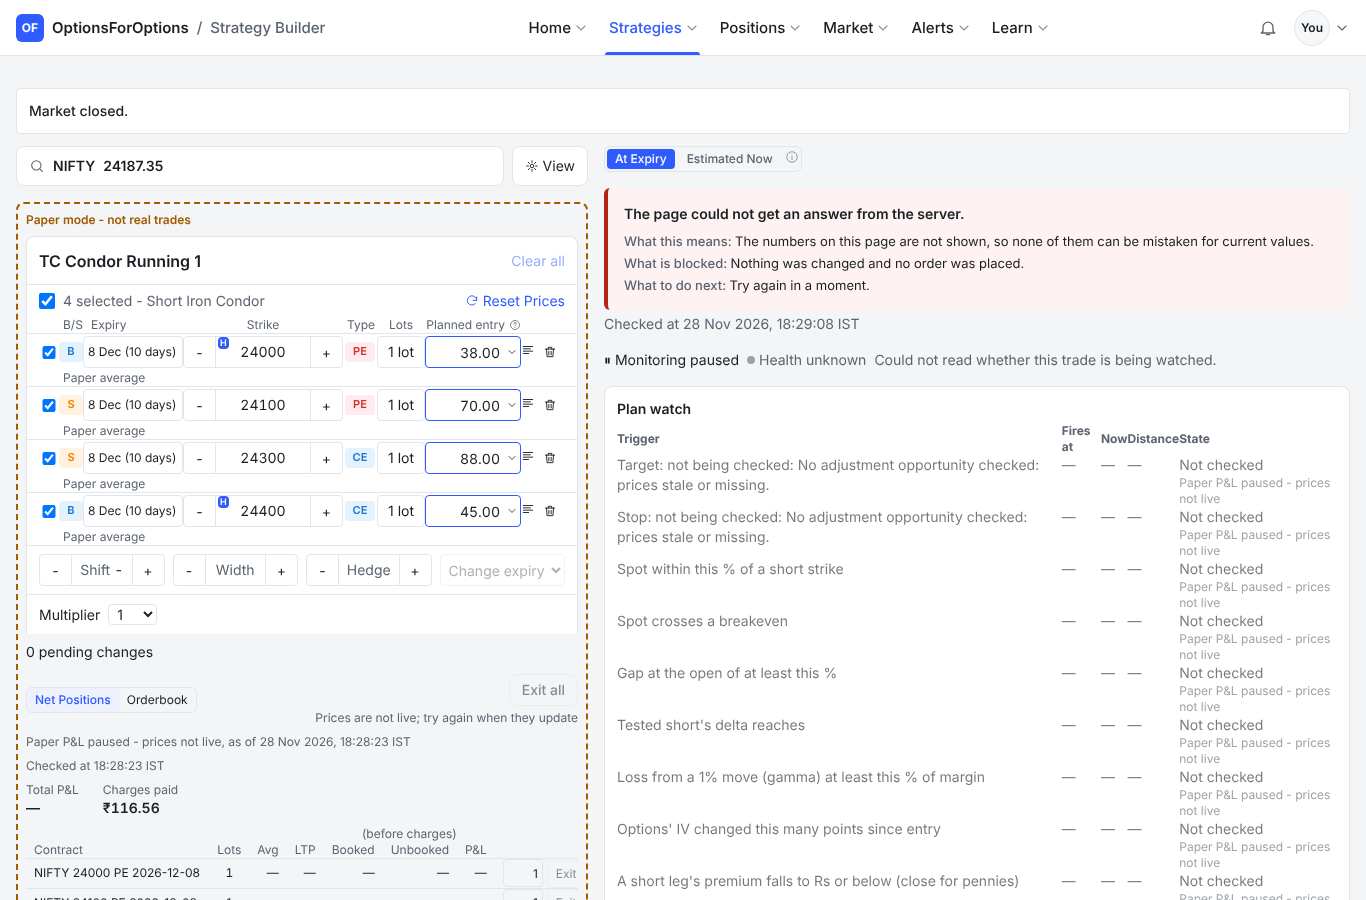 OF OptionsForOptions / Strategy Builder Home Strategies Positions Market Alerts Learn You
Market closed.
NIFTY 24187.35 View
Paper mode - not real trades
TC Condor Running 1 Clear all
4 selected - Short Iron Condor Reset Prices
B/S Expiry Strike Type Lots Planned entry
B 8 Dec (10 days) - H 24000 + PE 1 lot 38.00
Paper average
S 8 Dec (10 days) - 24100 + PE 1 lot 70.00
Paper average
S 8 Dec (10 days) - 24300 + CE 1 lot 88.00
Paper average
B 8 Dec (10 days) - H 24400 + CE 1 lot 45.00
Paper average
- Shift - + - Width + - Hedge + Change expiry
Multiplier 1
0 pending changes
Net Positions Orderbook Exit all
Prices are not live; try again when they update
Paper P&L paused - prices not live, as of 28 Nov 2026, 18:28:23 IST
Checked at 18:28:23 IST
Total P&L Charges paid
— ₹116.56
(before charges)
Contract Lots Avg LTP Booked Unbooked P&L
NIFTY 24000 PE 2026-12-08 1 — — — — — 1 Exit
At Expiry Estimated Now
The page could not get an answer from the server.
What this means: The numbers on this page are not shown, so none of them can be mistaken for current values.
What is blocked: Nothing was changed and no order was placed.
What to do next: Try again in a moment.
Checked at 28 Nov 2026, 18:29:08 IST
Monitoring paused Health unknown Could not read whether this trade is being watched.
Plan watch
Trigger Fires at Now Distance State
Target: not being checked: No adjustment opportunity checked: — — — Not checked
prices stale or missing. Paper P&L paused - prices
not live
Stop: not being checked: No adjustment opportunity checked: — — — Not checked
prices stale or missing. Paper P&L paused - prices
not live
Spot within this % of a short strike — — — Not checked
Paper P&L paused - prices
not live
Spot crosses a breakeven — — — Not checked
Paper P&L paused - prices
not live
Gap at the open of at least this % — — — Not checked
Paper P&L paused - prices
not live
Tested short's delta reaches — — — Not checked
Paper P&L paused - prices
not live
Loss from a 1% move (gamma) at least this % of margin — — — Not checked
Paper P&L paused - prices
not live
Options' IV changed this many points since entry — — — Not checked
Paper P&L paused - prices
not live
A short leg's premium falls to Rs or below (close for pennies) — — — Not checked